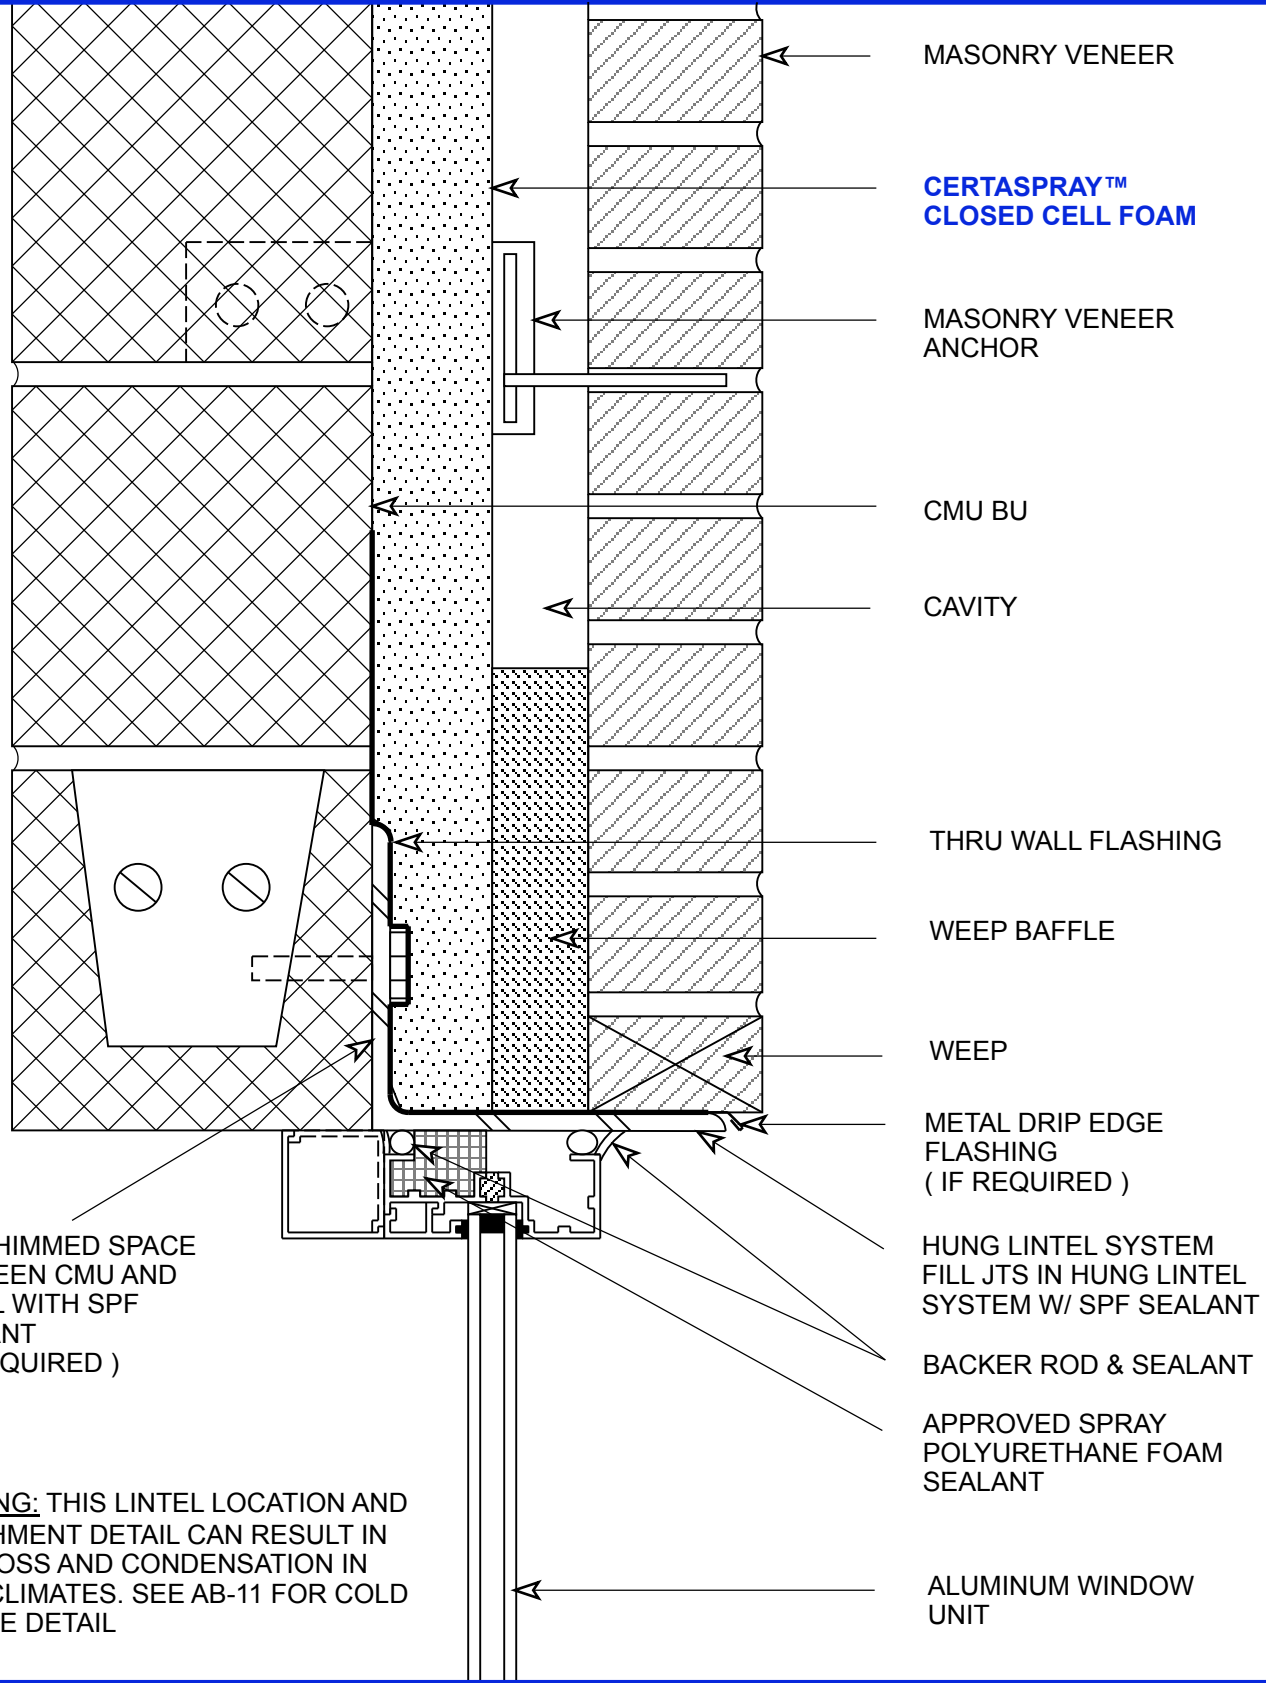 MASONRY VENEER
CERTASPRAY™
CLOSED CELL FOAM
MASONRY VENEER
ANCHOR
CMU BU
CAVITY
THRU WALL FLASHING
WEEP BAFFLE
WEEP
METAL DRIP EDGE
FLASHING
( IF REQUIRED )
HUNG LINTEL SYSTEM
FILL JTS IN HUNG LINTEL
SYSTEM W/ SPF SEALANT
BACKER ROD & SEALANT
APPROVED SPRAY
POLYURETHANE FOAM
SEALANT
ALUMINUM WINDOW
UNIT
HIMMED SPACE
EEN CMU AND
L WITH SPF
ANT
QUIRED )
NG: THIS LINTEL LOCATION AND
HMENT DETAIL CAN RESULT IN
OSS AND CONDENSATION IN
CLIMATES. SEE AB-11 FOR COLD
E DETAIL